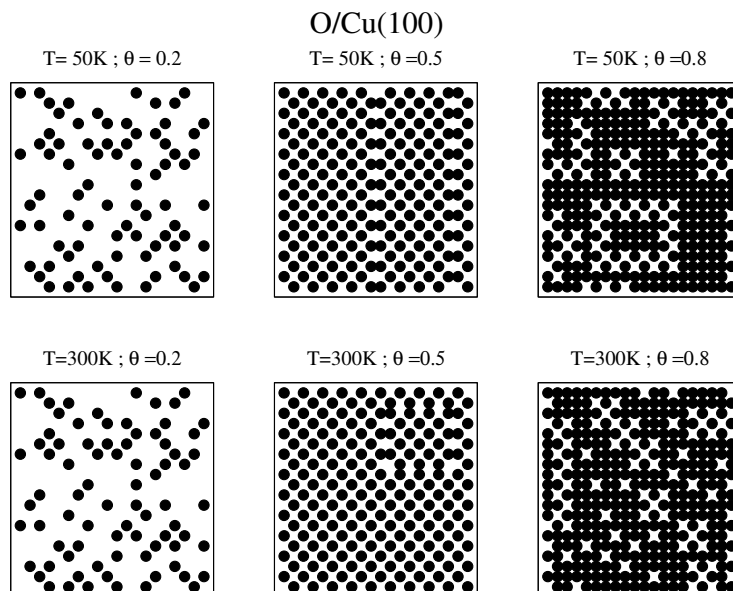 O/Cu(100)
T= 50K ; θ = 0.2
T= 50K ; θ =0.5
T= 50K ; θ =0.8
T=300K ; θ =0.2
T=300K ; θ =0.5
T=300K ; θ =0.8